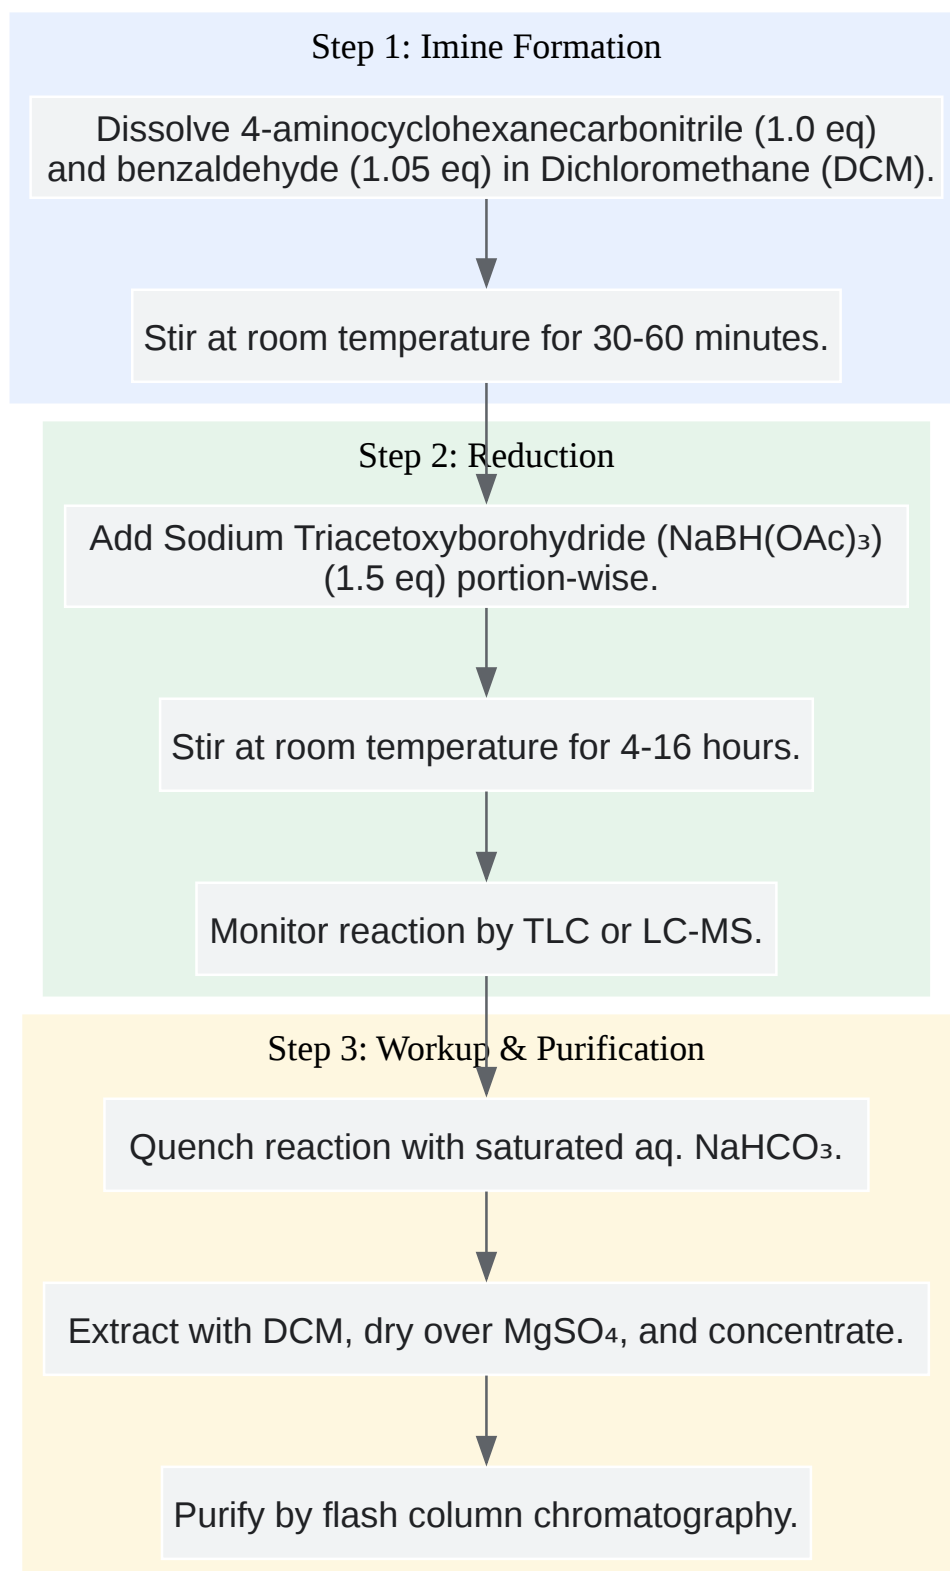 Step 1: Imine Formation
Dissolve 4-aminocyclohexanecarbonitrile (1.0 eq)
and benzaldehyde (1.05 eq) in Dichloromethane (DCM).
Stir at room temperature for 30-60 minutes.
Step 2: Reduction
Add Sodium Triacetoxyborohydride (NaBH(OAc)₃)
(1.5 eq) portion-wise.
Stir at room temperature for 4-16 hours.
Monitor reaction by TLC or LC-MS.
Step 3: Workup & Purification
Quench reaction with saturated aq. NaHCO₃.
Extract with DCM, dry over MgSO₄, and concentrate.
Purify by flash column chromatography.